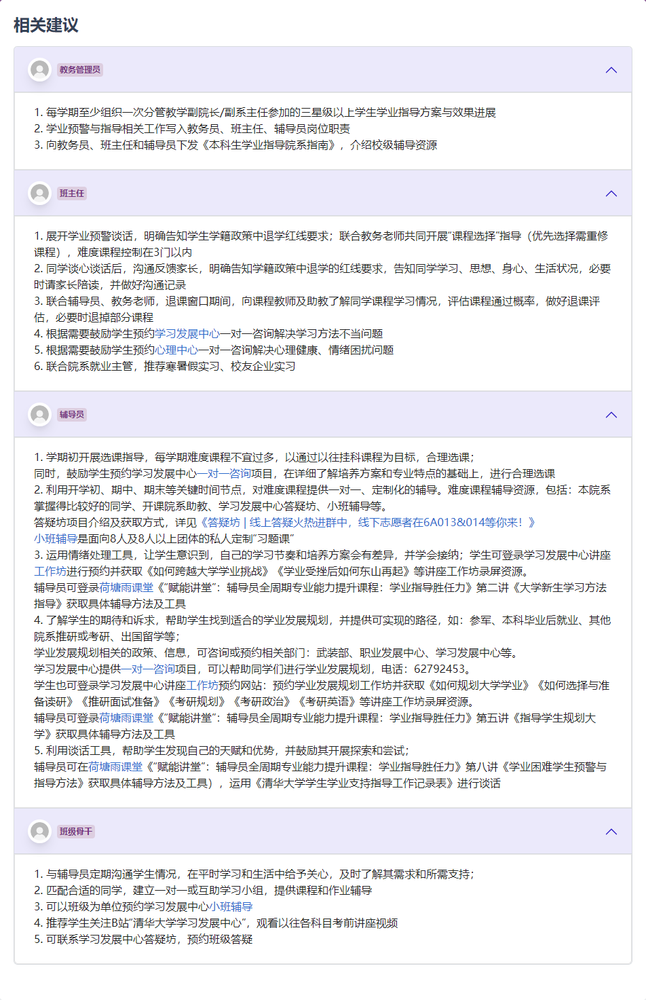 相关建议
教务管理员
1. 每学期至少组织一次分管教学副院长/副系主任参加的三星级以上学生学业指导方案与效果进展
2. 学业预警与指导相关工作写入教务员、班主任、辅导员岗位职责
3. 向教务员、班主任和辅导员下发《本科生学业指导院系指南》，介绍校级辅导资源
班主任
1. 展开学业预警谈话，明确告知学生学籍政策中退学红线要求；联合教务老师共同开展“课程选择”指导（优先选择需重修
课程），难度课程控制在3门以内
2. 同学谈心谈话后，沟通反馈家长，明确告知学籍政策中退学的红线要求，告知同学学习、思想、身心、生活状况，必要
时请家长陪读，并做好沟通记录
3. 联合辅导员、教务老师，退课窗口期间，向课程教师及助教了解同学课程学习情况，评估课程通过概率，做好退课评
估，必要时退掉部分课程
4. 根据需要鼓励学生预约学习发展中心一对一咨询解决学习方法不当问题
5. 根据需要鼓励学生预约心理中心一对一咨询解决心理健康、情绪困扰问题
6. 联合院系就业主管，推荐寒暑假实习、校友企业实习
辅导员
1. 学期初开展选课指导，每学期难度课程不宜过多，以通过以往挂科课程为目标，合理选课；
同时，鼓励学生预约学习发展中心一对一咨询项目，在详细了解培养方案和专业特点的基础上，进行合理选课
2. 利用开学初、期中、期末等关键时间节点，对难度课程提供一对一、定制化的辅导。难度课程辅导资源，包括：本院系
掌握得比较好的同学、开课院系助教、学习发展中心答疑坊、小班辅导等。
答疑坊项目介绍及获取方式，详见《答疑坊 | 线上答疑火热进群中，线下志愿者在6A013&014等你来！》
小班辅导是面向8人及8人以上团体的私人定制“习题课”
3. 运用情绪处理工具，让学生意识到，自己的学习节奏和培养方案会有差异，并学会接纳；学生可登录学习发展中心讲座
工作坊进行预约并获取《如何跨越大学学业挑战》《学业受挫后如何东山再起》等讲座工作坊录屏资源。
辅导员可登录荷塘雨课堂《“赋能讲堂”：辅导员全周期专业能力提升课程：学业指导胜任力》第二讲《大学新生学习方法
指导》获取具体辅导方法及工具
4. 了解学生的期待和诉求，帮助学生找到适合的学业发展规划，并提供可实现的路径，如：参军、本科毕业后就业、其他
院系推研或考研、出国留学等；
学业发展规划相关的政策、信息，可咨询或预约相关部门：武装部、职业发展中心、学习发展中心等。
学习发展中心提供一对一咨询项目，可以帮助同学们进行学业发展规划，电话：62792453。
学生也可登录学习发展中心讲座工作坊预约网站：预约学业发展规划工作坊并获取《如何规划大学学业》《如何选择与准
备读研》《推研面试准备》《考研规划》《考研政治》《考研英语》等讲座工作坊录屏资源。
辅导员可登录荷塘雨课堂《“赋能讲堂”：辅导员全周期专业能力提升课程：学业指导胜任力》第五讲《指导学生规划大
学》获取具体辅导方法及工具
5. 利用谈话工具，帮助学生发现自己的天赋和优势，并鼓励其开展探索和尝试；
辅导员可在荷塘雨课堂《“赋能讲堂”：辅导员全周期专业能力提升课程：学业指导胜任力》第八讲《学业困难学生预警与
指导方法》获取具体辅导方法及工具），运用《清华大学学生学业支持指导工作记录表》进行谈话
班级骨干
1. 与辅导员定期沟通学生情况，在平时学习和生活中给予关心，及时了解其需求和所需支持；
2. 匹配合适的同学，建立一对一或互助学习小组，提供课程和作业辅导
3. 可以班级为单位预约学习发展中心小班辅导
4. 推荐学生关注B站“清华大学学习发展中心”，观看以往各科目考前讲座视频
5. 可联系学习发展中心答疑坊，预约班级答疑